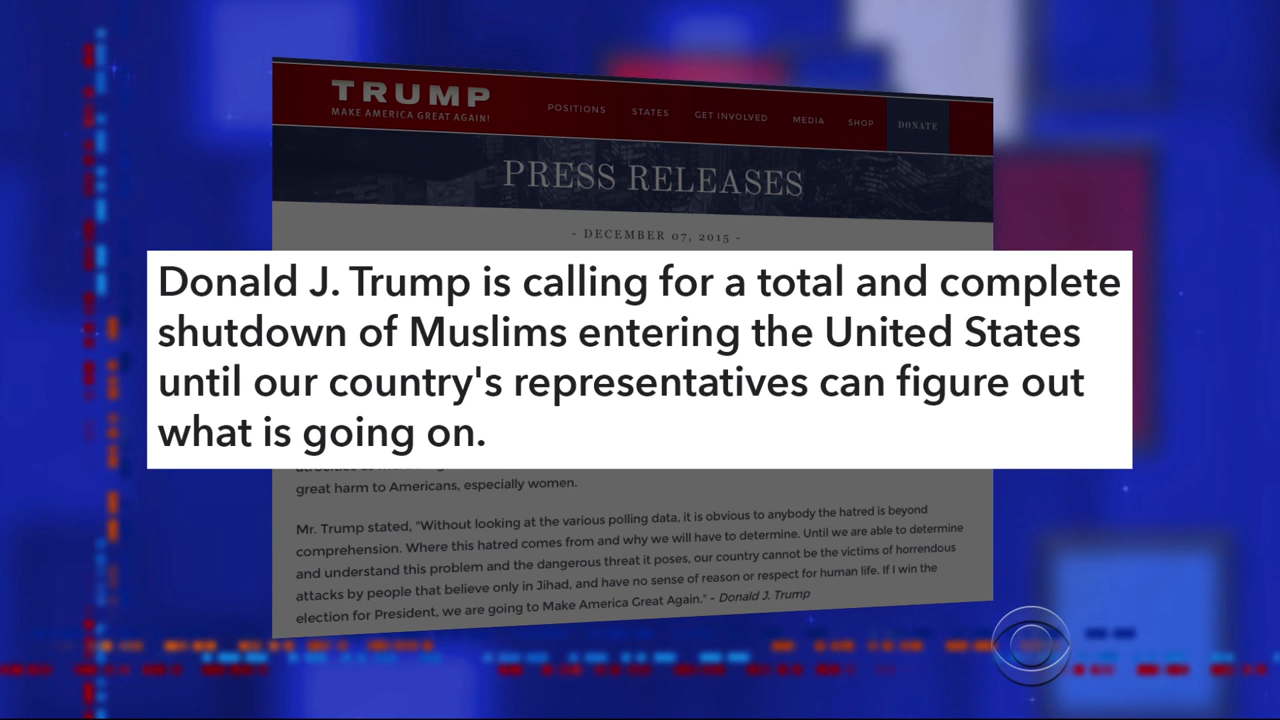 TRUMP
MAKE AMERICA GREAT AGAIN!
POSITIONS STATES GET INVOLVED MEDIA SHOP DONATE
PRESS RELEASES
- DECEMBER 07, 2015 -
Donald J. Trump is calling for a total and complete
shutdown of Muslims entering the United States
until our country's representatives can figure out
what is going on.
great harm to Americans, especially women.
Mr. Trump stated, "Without looking at the various polling data, it is obvious to anybody the hatred is beyond
comprehension. Where this hatred comes from and why we will have to determine. Until we are able to determine
and understand this problem and the dangerous threat it poses, our country cannot be the victims of horrendous
attacks by people that believe only in Jihad, and have no sense of reason or respect for human life. If I win the
election for President, we are going to Make America Great Again." - Donald J. Trump